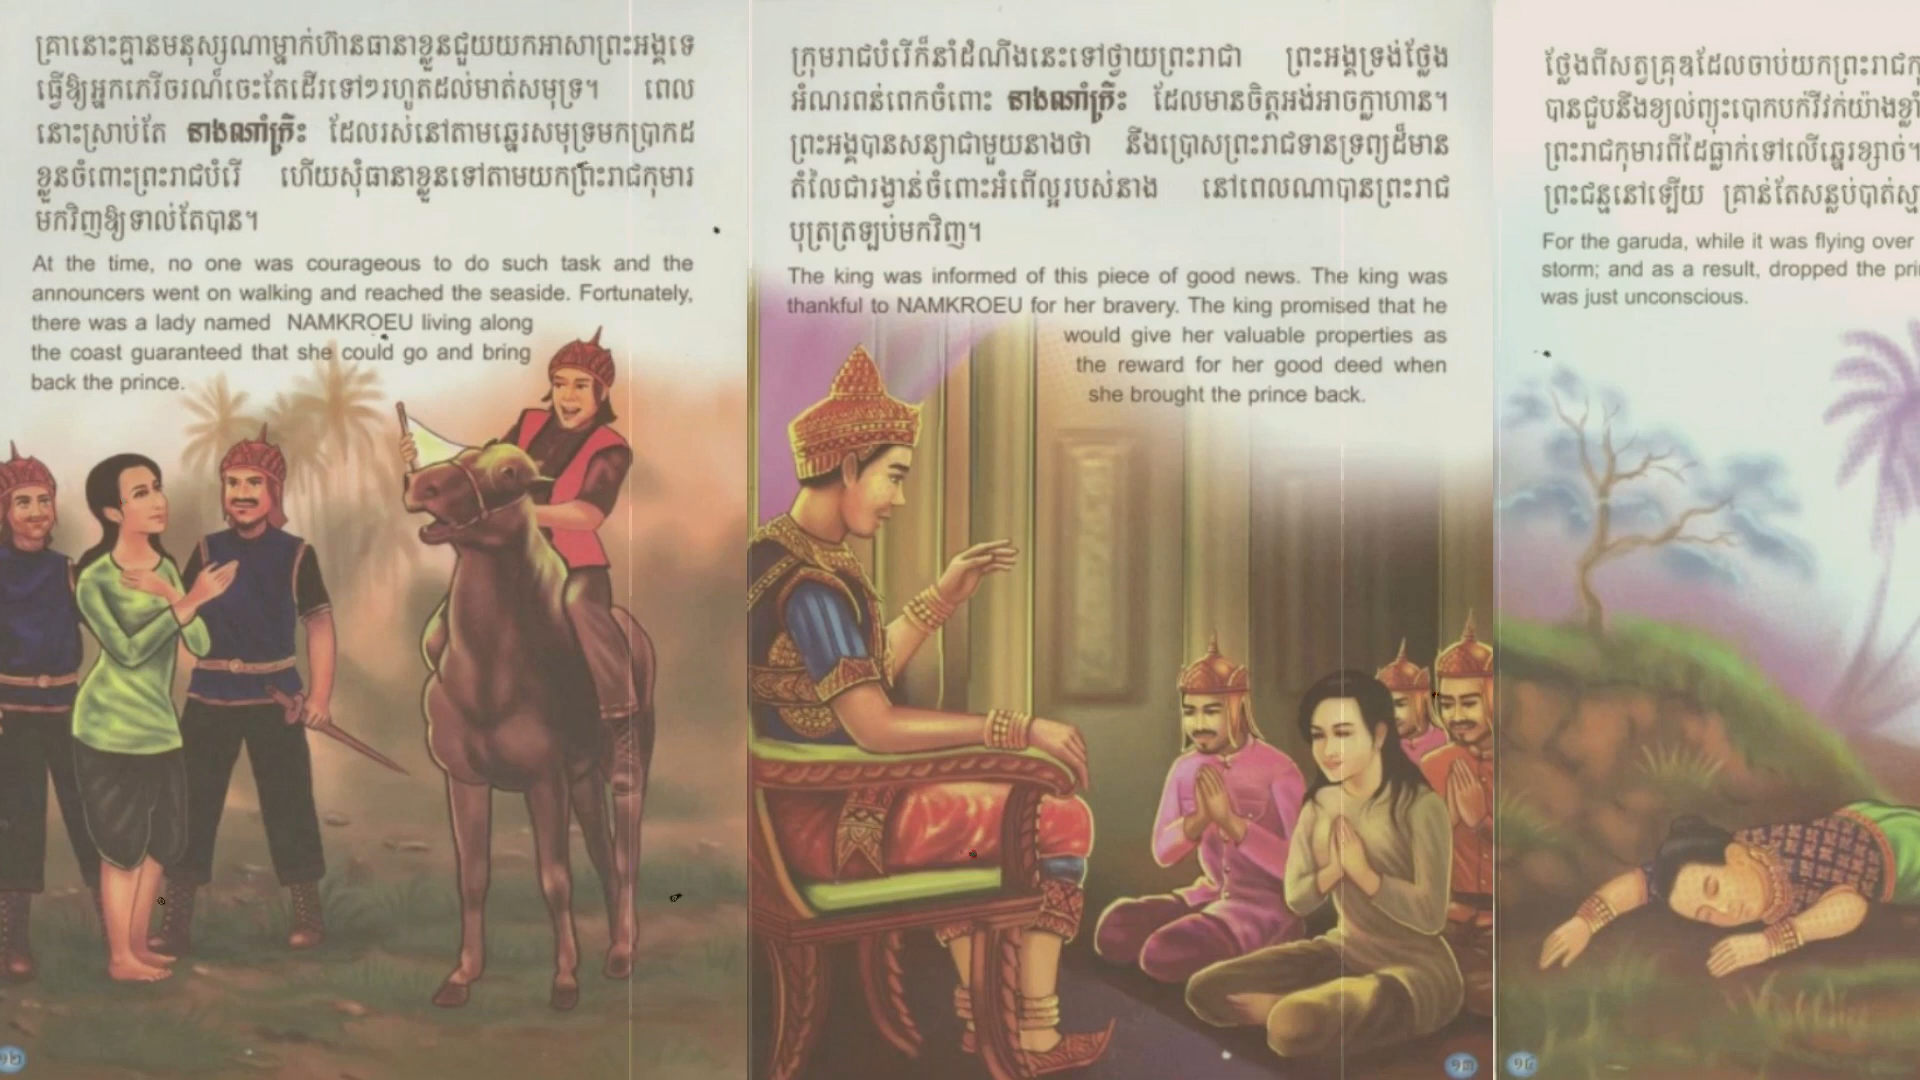 គ្រានោះគ្មានមនុស្សណាម្នាក់ហ៊ានធានាខ្លួនជួយយកអាសាព្រះអង្គទេ
ធ្វើឱ្យអ្នកភេរីចរណ៍ចេះតែដើរទៅៗរហូតដល់មាត់សមុទ្រ។ ពេល
នោះស្រាប់តែ នាងណាំគ្រឹះ ដែលរស់នៅតាមឆ្នេរសមុទ្រមកប្រាកដ
ខ្លួនចំពោះព្រះរាជបំរើ ហើយសុំធានាខ្លួនទៅតាមយកព្រះរាជកុមារ
មកវិញឱ្យទាល់តែបាន។
At the time, no one was courageous to do such task and the
announcers went on walking and reached the seaside. Fortunately,
there was a lady named NAMKROEU living along
the coast guaranteed that she could go and bring
back the prince.
១២
ក្រុមរាជបំរើក៏នាំដំណឹងនេះទៅថ្វាយព្រះរាជា ព្រះអង្គទ្រង់ថ្លែង
អំណរពន់ពេកចំពោះ នាងណាំគ្រឹះ ដែលមានចិត្តអង់អាចក្លាហាន។
ព្រះអង្គបានសន្យាជាមួយនាងថា នឹងប្រោសព្រះរាជទានទ្រព្យដ៏មាន
តំលៃជារង្វាន់ចំពោះអំពើល្អរបស់នាង នៅពេលណាបានព្រះរាជ
បុត្រត្រឡប់មកវិញ។
The king was informed of this piece of good news. The king was
thankful to NAMKROEU for her bravery. The king promised that he
would give her valuable properties as
the reward for her good deed when
she brought the prince back.
១៣
ថ្លែងពីសត្វគ្រុឌដែលចាប់យកព្រះរាជកុ
បានជួបនឹងខ្យល់ព្យុះបោកបក់វីវក់យ៉ាងខ្លាំ
ព្រះរាជកុមារពីដៃធ្លាក់ទៅលើឆ្នេរខ្សាច់។
ព្រះជន្មនៅឡើយ គ្រាន់តែសន្លប់បាត់ស្មា
For the garuda, while it was flying over
storm; and as a result, dropped the prin
was just unconscious.
១៤